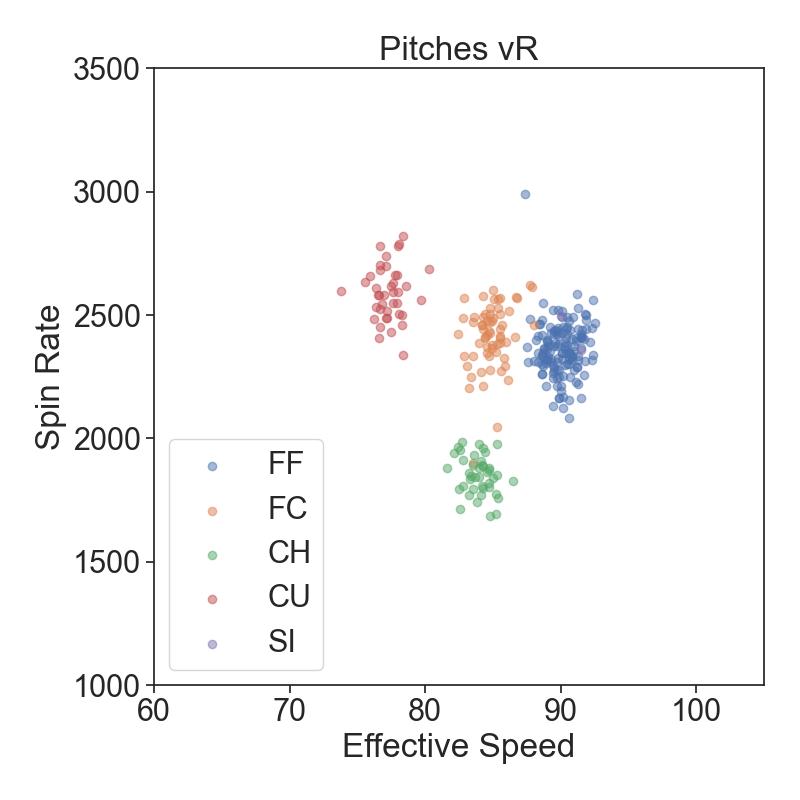 Pitches vR
3500
3000
2500
2000
1500
1000
Spin Rate
FF
FC
CH
CU
SI
60 70 80 90 100
Effective Speed